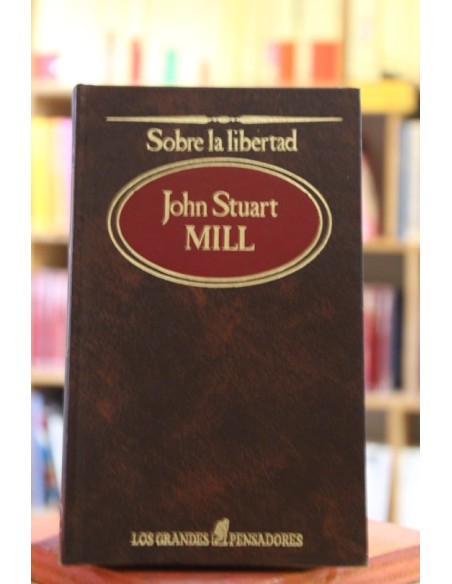 Sobre la libertad
John Stuart
MILL
LOS GRANDES PENSADORES